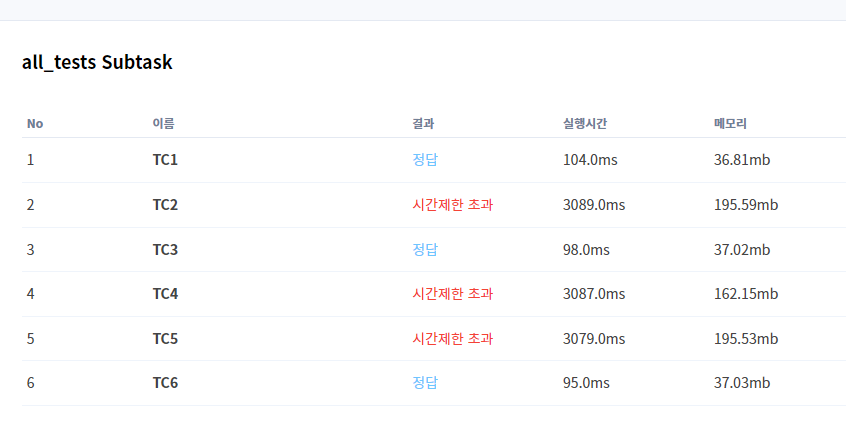 all_tests Subtask
No 이름 결과 실행시간 메모리
1 TC1 정답 104.0ms 36.81mb
2 TC2 시간제한 초과 3089.0ms 195.59mb
3 TC3 정답 98.0ms 37.02mb
4 TC4 시간제한 초과 3087.0ms 162.15mb
5 TC5 시간제한 초과 3079.0ms 195.53mb
6 TC6 정답 95.0ms 37.03mb